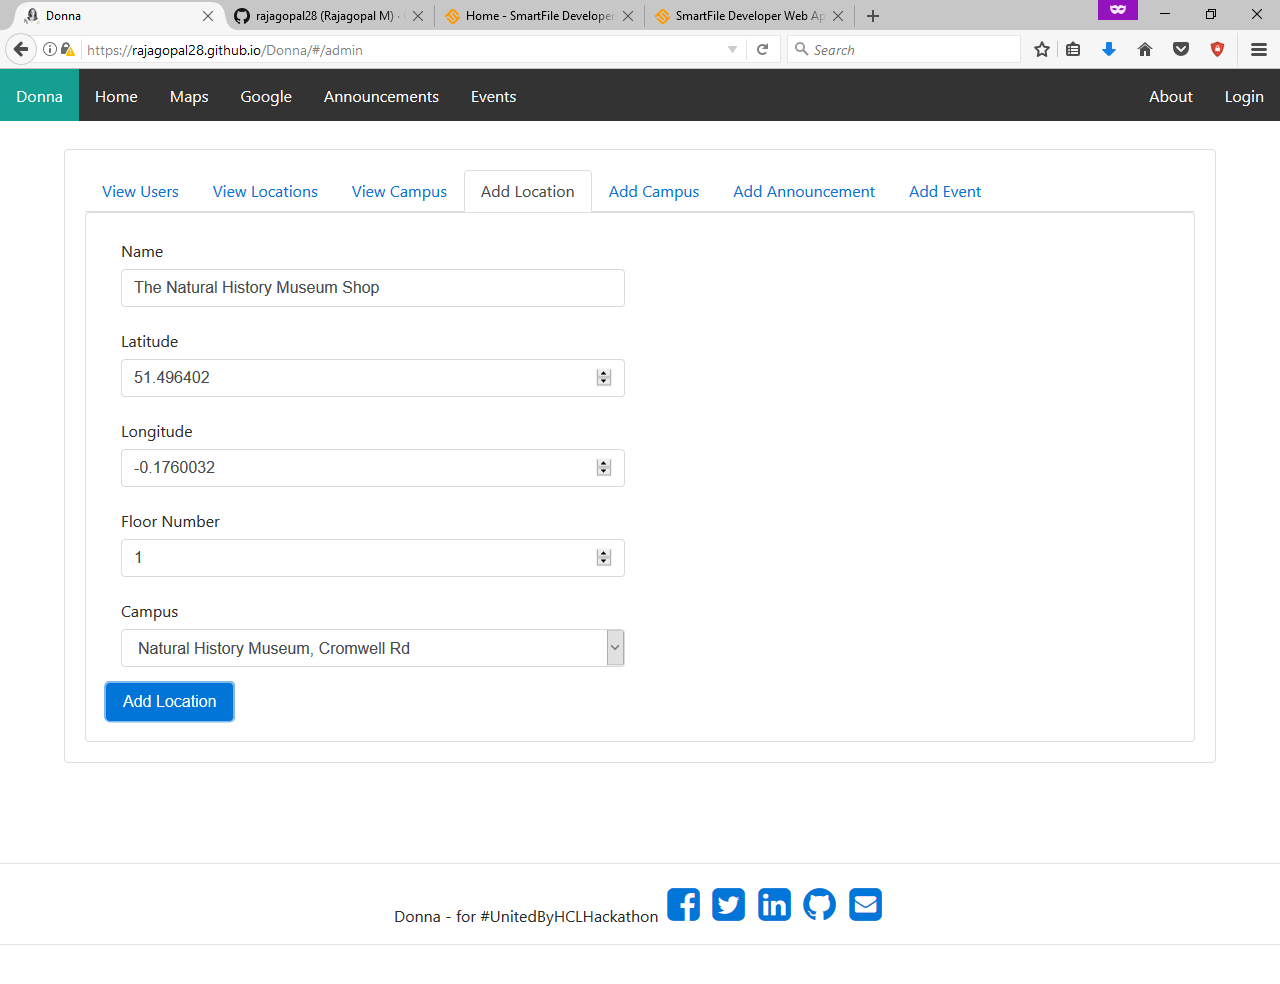 Donna
rajagopal28 (Rajagopal M) ·
Home - SmartFile Developer
SmartFile Developer Web Ap
https://rajagopal28.github.io/Donna/#/admin
Search
Donna Home Maps Google Announcements Events About Login
View Users View Locations View Campus Add Location Add Campus Add Announcement Add Event
Name
The Natural History Museum Shop
Latitude
51.496402
Longitude
-0.1760032
Floor Number
1
Campus
Natural History Museum, Cromwell Rd
Add Location
Donna - for #UnitedByHCLHackathon